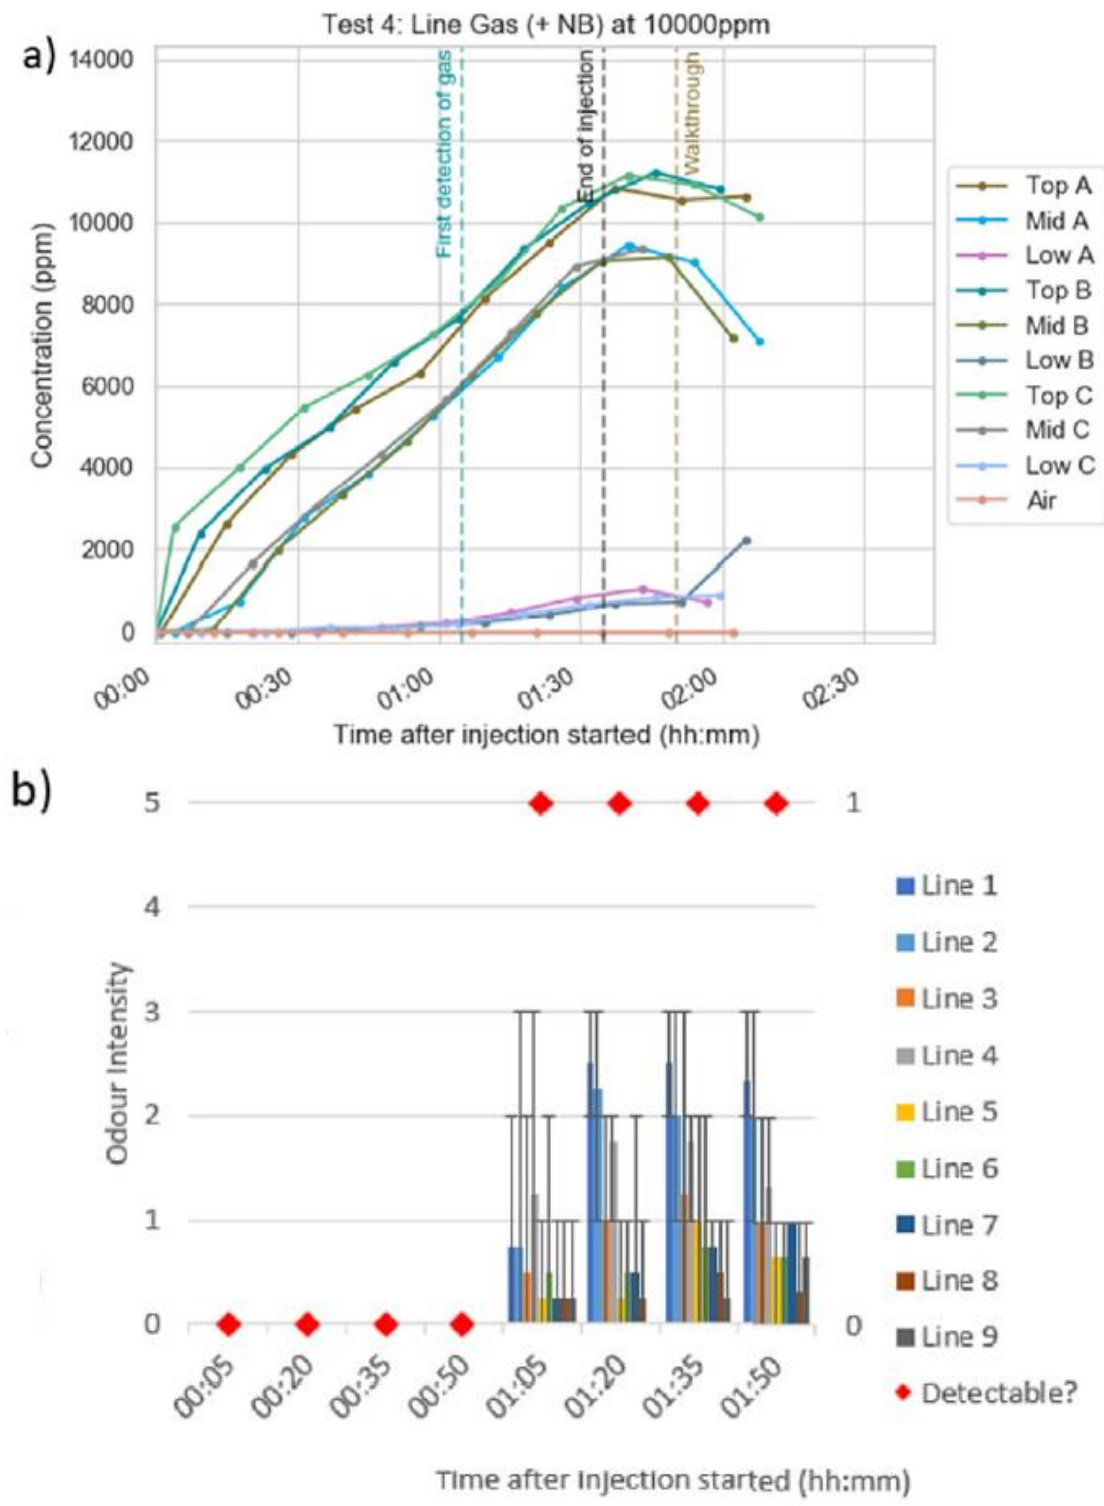 a)
Test 4: Line Gas (+ NB) at 10000ppm
14000
12000
10000
8000
6000
4000
2000
0
Concentration (ppm)
First detection of gas
End of injection
Walkthrough
00:00
00:30
01:00
01:30
02:00
02:30
Time after injection started (hh:mm)
Top A
Mid A
Low A
Top B
Mid B
Low B
Top C
Mid C
Low C
Air
b)
5
4
3
2
1
0
Odour Intensity
1
0
00:05
00:20
00:35
00:50
01:05
01:20
01:35
01:50
Time after Injection started (hh:mm)
Line 1
Line 2
Line 3
Line 4
Line 5
Line 6
Line 7
Line 8
Line 9
Detectable?